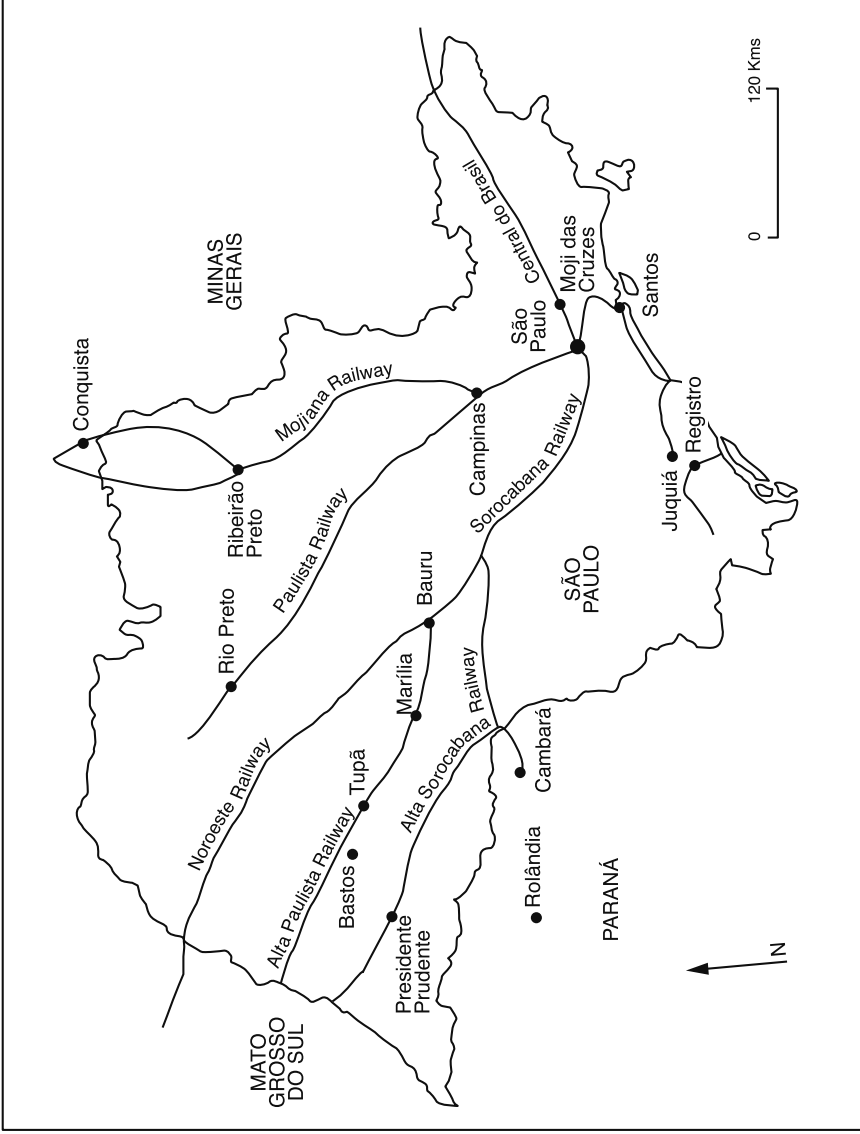 MINAS
GERAIS
Conquista
Mojiana Railway
Ribeirão
Preto
Rio Preto
Paulista Railway
Campinas
Central do Brasil
Moji das
Cruzes
São
Paulo
Santos
Sorocabana Railway
Juquiá
Registro
SÃO
PAULO
Bauru
Marília
Noroeste Railway
Tupã
Alta Paulista Railway
Bastos
Alta Sorocabana Railway
Presidente
Prudente
Cambará
Rolândia
PARANÁ
MATO
GROSSO
DO SUL
N
0
120 Kms